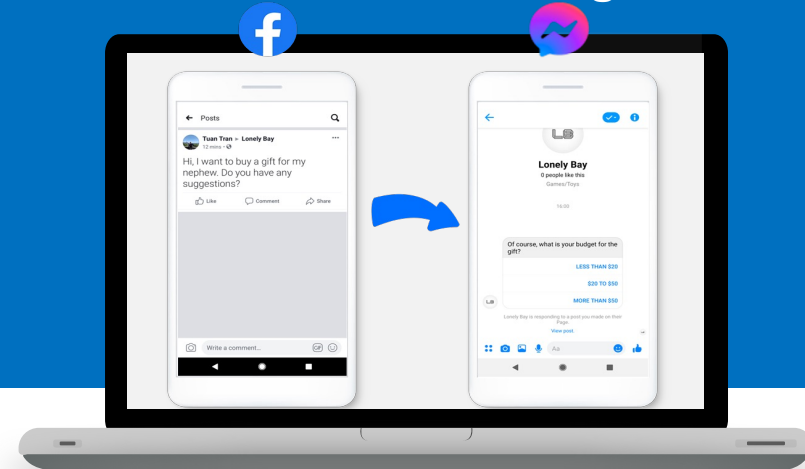 Posts
Tuan Tran ▸ Lonely Bay
12 mins •
Hi, I want to buy a gift for my
nephew. Do you have any
suggestions?
Like Comment Share
Write a comment...
GIF
LB
Lonely Bay
0 people like this
Games/Toys
Of course, what is your budget for the
gift?
LESS THAN $20
$20 TO $50
MORE THAN $50
LB
Lonely Bay is responding to a post you made on their
Page.
View post
Aa